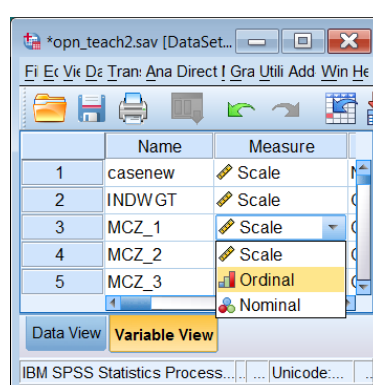 *opn_teach2.sav [DataSet...
Fi Ec Vie Da Tran: Ana Direct I Gra Utili Add Win He
Name Measure
1 casenew Scale
2 INDWGT Scale
3 MCZ_1 Scale
4 MCZ_2 Scale
5 MCZ_3 Ordinal
Nominal
Data View Variable View
IBM SPSS Statistics Process... ... Unicode:... ..